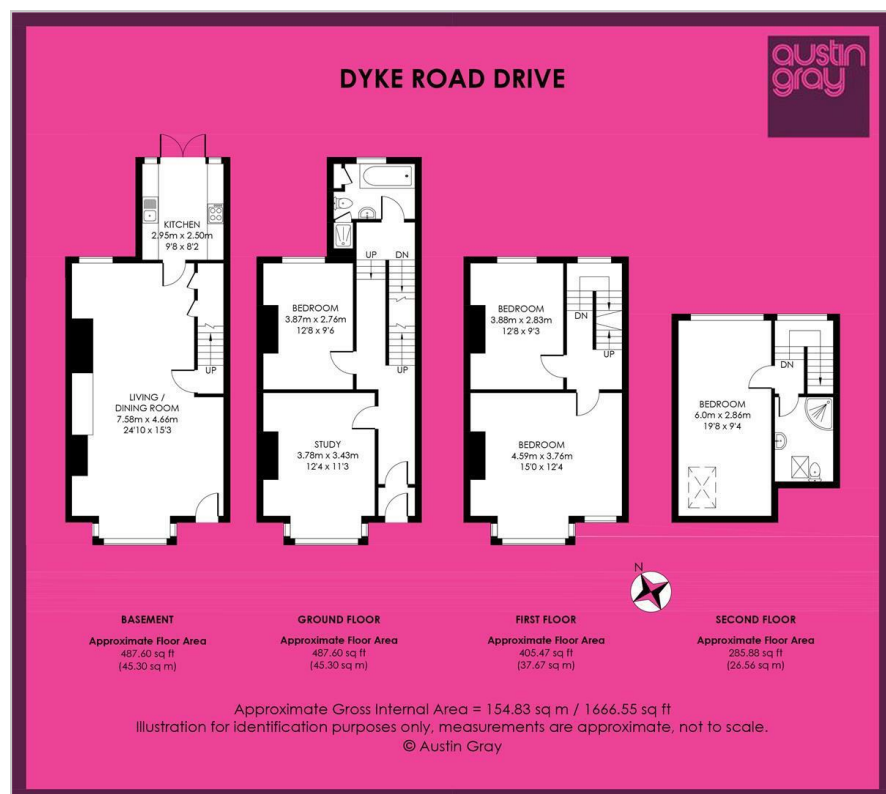 austin
gray
DYKE ROAD DRIVE
KITCHEN
2.95m x 2.50m
9'8 x 8'2
UP
LIVING /
DINING ROOM
7.58m x 4.66m
24'10 x 15'3
UP
DN
BEDROOM
3.87m x 2.76m
12'8 x 9'6
UP
STUDY
3.78m x 3.43m
12'4 x 11'3
BEDROOM
3.88m x 2.83m
12'8 x 9'3
DN
UP
BEDROOM
4.59m x 3.76m
15'0 x 12'4
DN
BEDROOM
6.0m x 2.86m
19'8 x 9'4
N
BASEMENT
Approximate Floor Area
487.60 sq ft
(45.30 sq m)
GROUND FLOOR
Approximate Floor Area
487.60 sq ft
(45.30 sq m)
FIRST FLOOR
Approximate Floor Area
405.47 sq ft
(37.67 sq m)
SECOND FLOOR
Approximate Floor Area
285.88 sq ft
(26.56 sq m)
Approximate Gross Internal Area = 154.83 sq m / 1666.55 sq ft
Illustration for identification purposes only, measurements are approximate, not to scale.
© Austin Gray